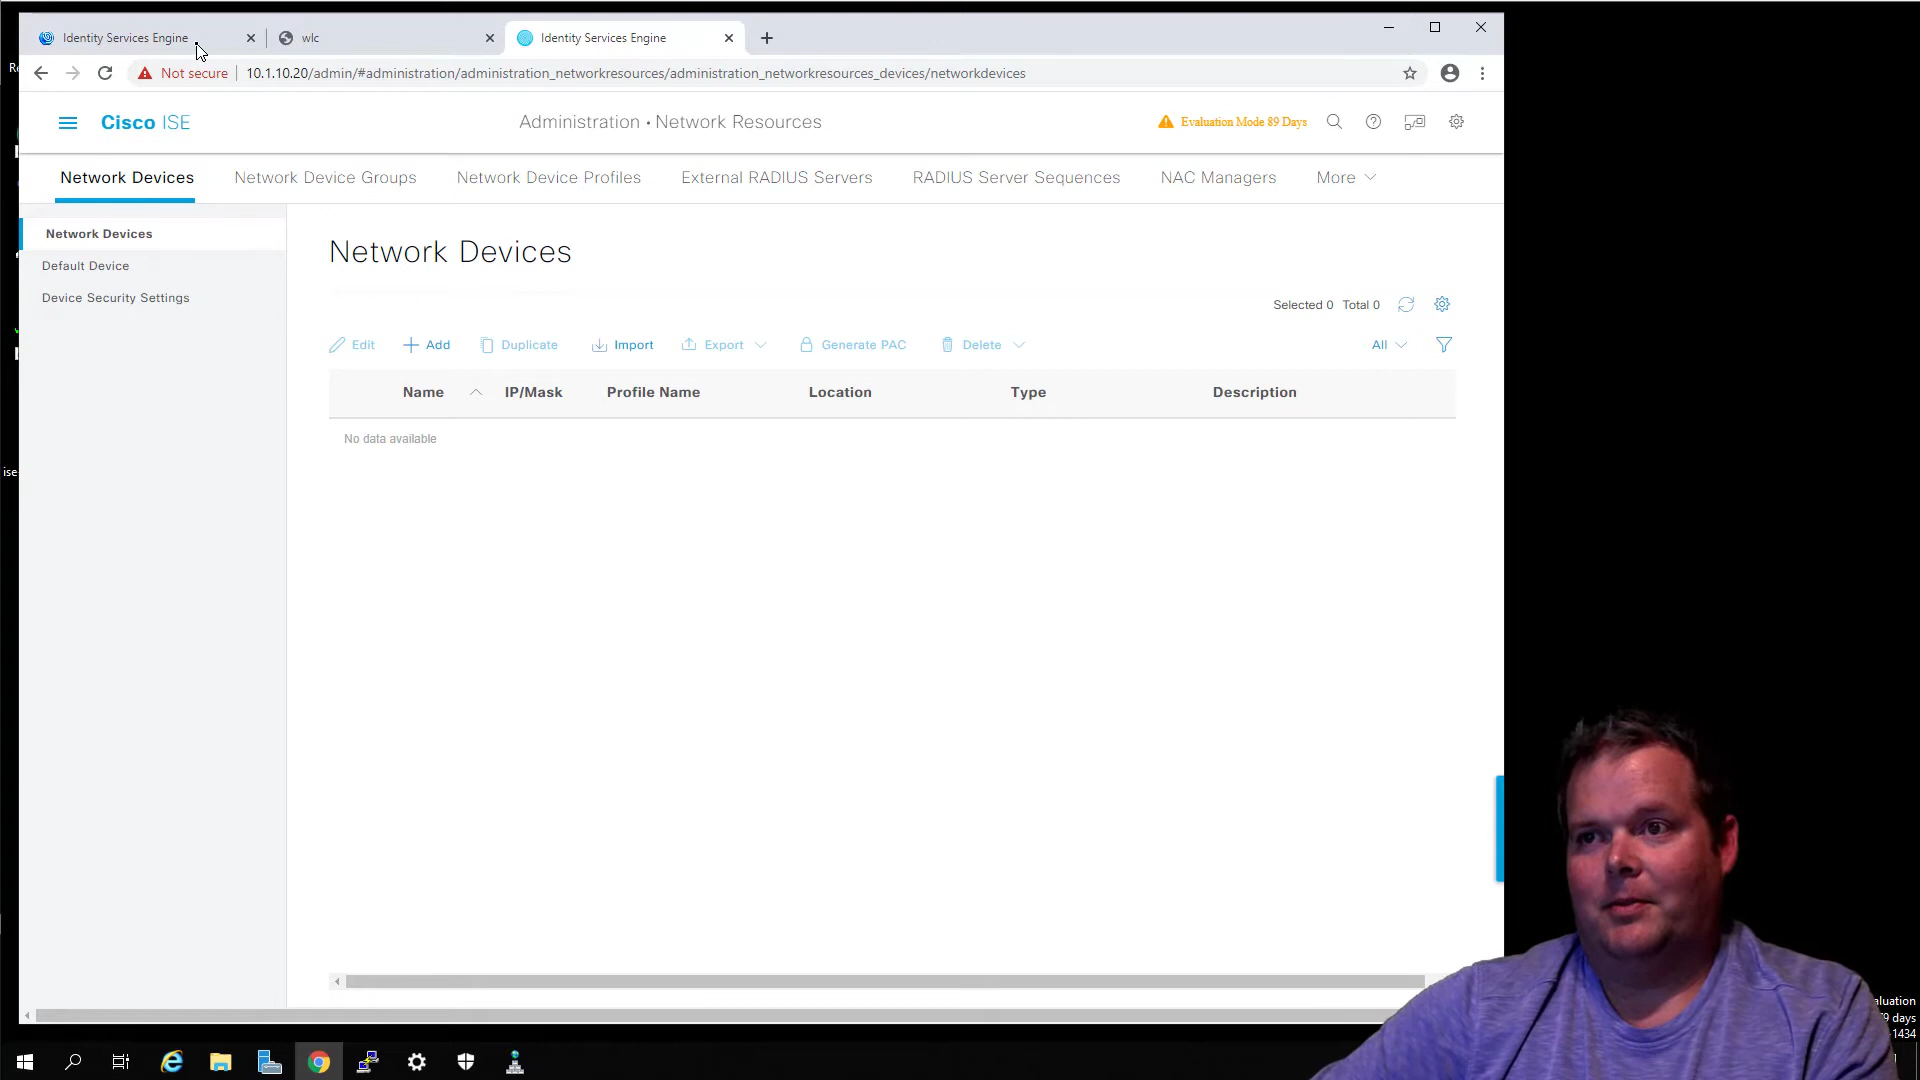 Identity Services Engine
wlc
Identity Services Engine
Not secure
10.1.10.20/admin/#administration/administration_networkresources/administration_networkresources_devices/networkdevices
Cisco ISE
Administration • Network Resources
Evaluation Mode 89 Days
Network Devices
Network Device Groups
Network Device Profiles
External RADIUS Servers
RADIUS Server Sequences
NAC Managers
More
Network Devices
Default Device
Device Security Settings
Network Devices
Selected 0 Total 0
Edit
Add
Duplicate
Import
Export
Generate PAC
Delete
All
Name
IP/Mask
Profile Name
Location
Type
Description
No data available
ise